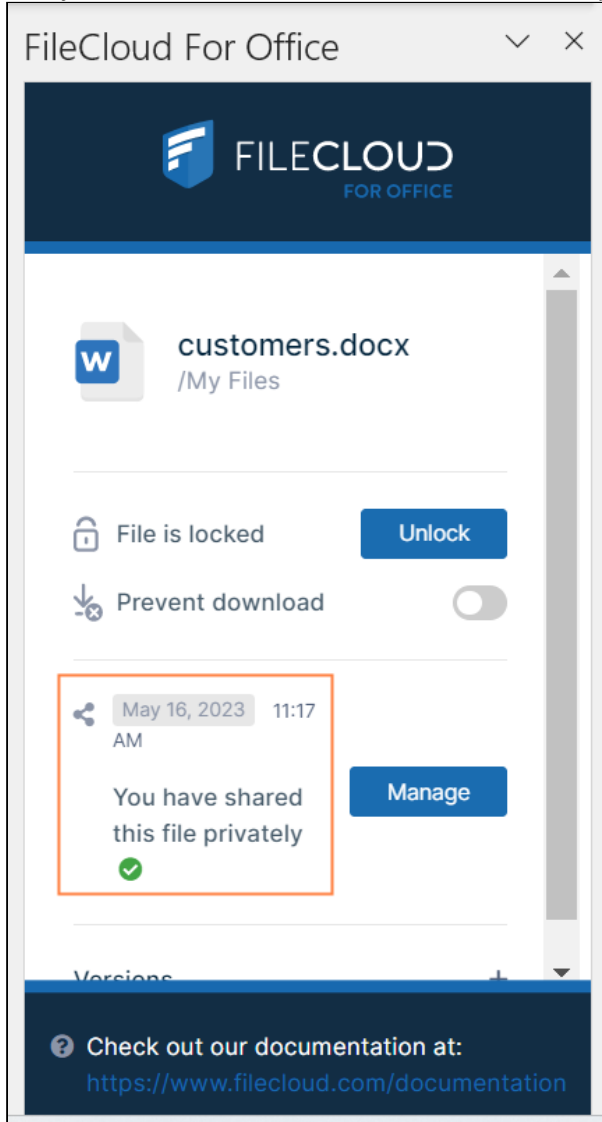 FileCloud For Office
FILECLOUD
FOR OFFICE
W
customers.docx
/My Files
File is locked
Unlock
Prevent download
May 16, 2023 11:17
AM
You have shared
this file privately
Manage
Versions
Check out our documentation at:
https://www.filecloud.com/documentation